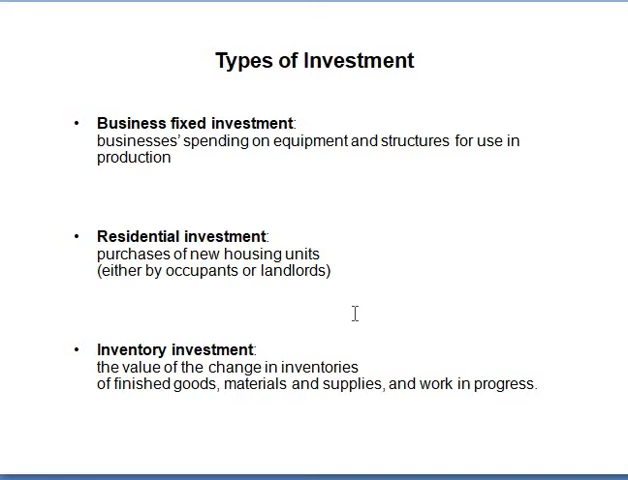 Types of Investment
• Business fixed investment:
businesses’ spending on equipment and structures for use in
production
• Residential investment:
purchases of new housing units
(either by occupants or landlords)
• Inventory investment:
the value of the change in inventories
of finished goods, materials and supplies, and work in progress.